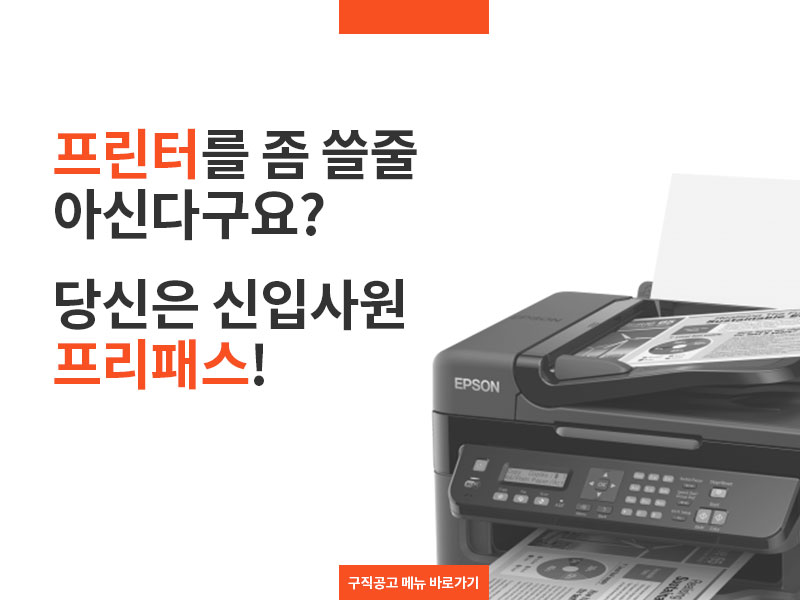 프린터를 좀 쓸줄
아신다구요?
당신은 신입사원
프리패스!
EPSON
EPSON
구직공고 메뉴 바로가기